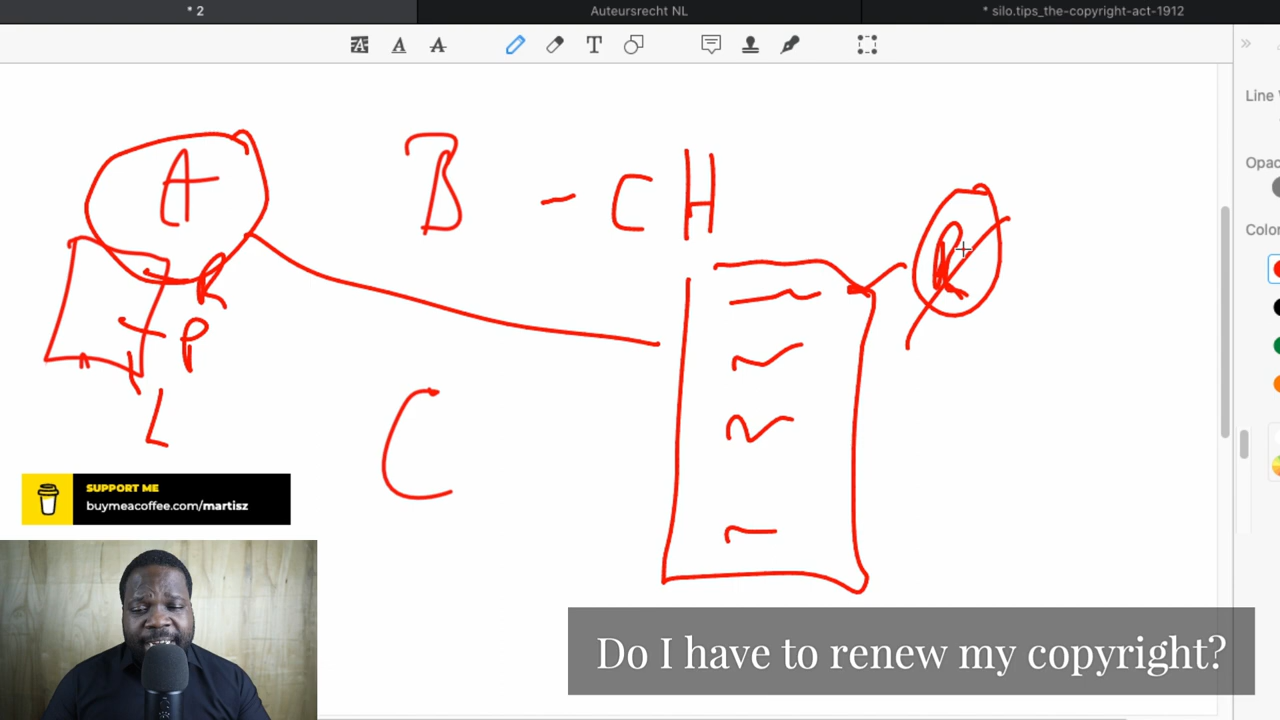 * 2
Auteursrecht NL
* silo.tips_the-copyright-act-1912
A A A T
Line
Opac
Color
A
B - CH
R
R
P
L
C
SUPPORT ME
buymeacoffee.com/martisz
Do I have to renew my copyright?